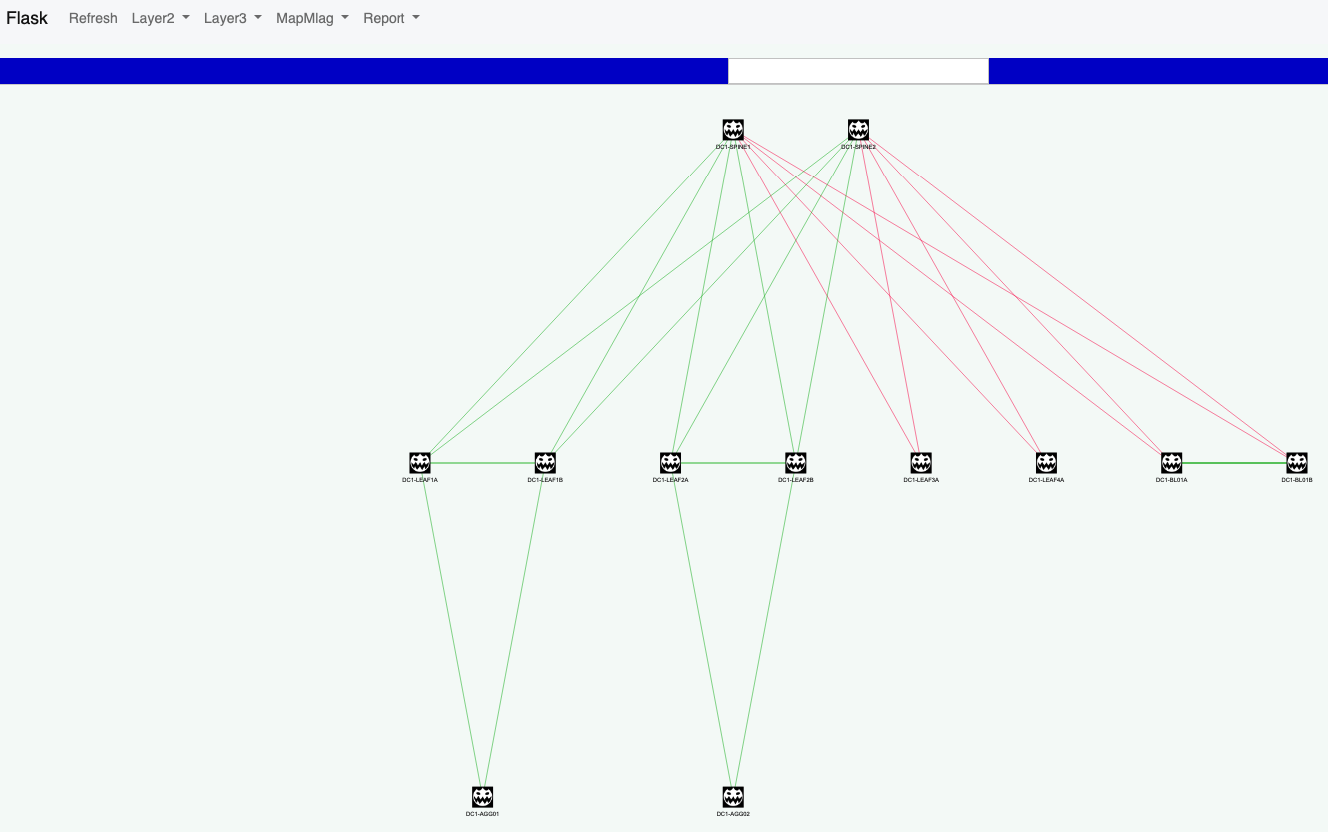 Flask Refresh Layer2 Layer3 MapMlag Report
DC1-SPINE1 DC1-SPINE2
DC1-LEAF1A DC1-LEAF1B DC1-LEAF2A DC1-LEAF2B DC1-LEAF3A DC1-LEAF4A DC1-BL01A DC1-BL01B
DC1-AGG01 DC1-AGG02